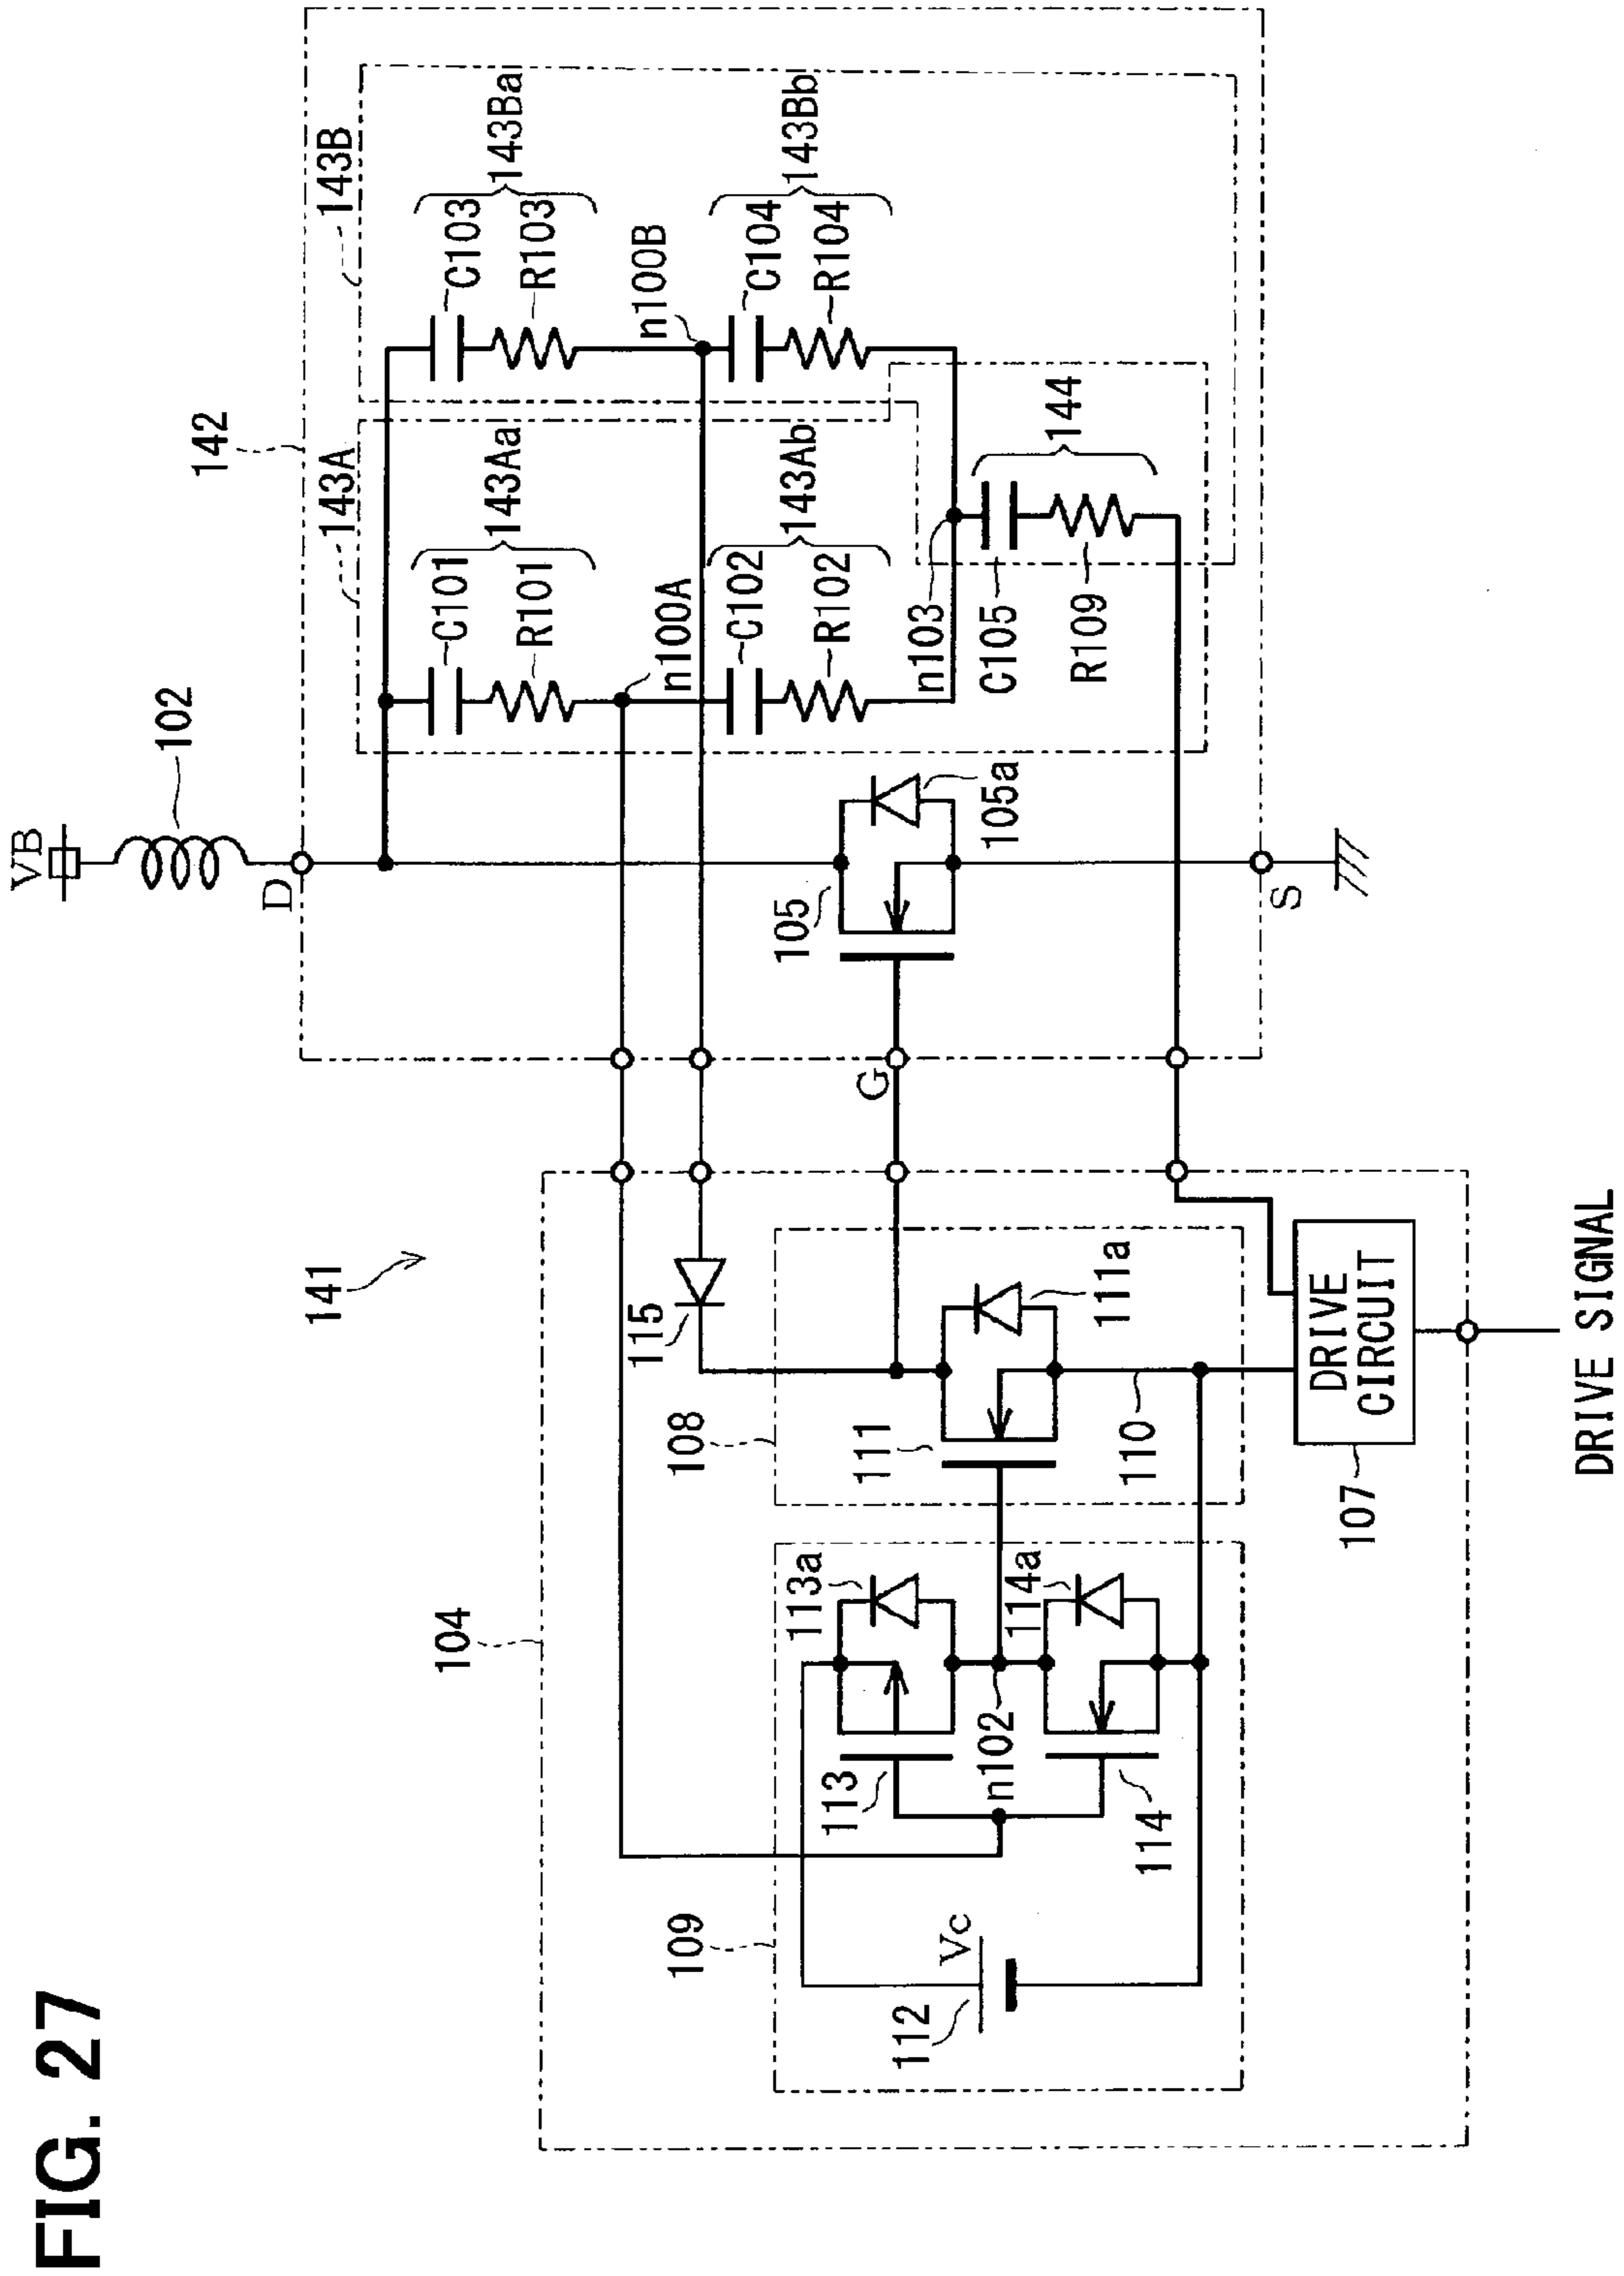 FIG. 27
141
142
104
VB
102
D
143A
143B
C101
R101
143Aa
C103
R103
143Ba
n100A
n100B
C102
R102
143Ab
C104
R104
143Bb
n103
C105
R109
144
105
105a
G
S
115
108
111
111a
110
109
113
113a
n102
114
114a
112
Vc
107
DRIVE
CIRCUIT
DRIVE SIGNAL